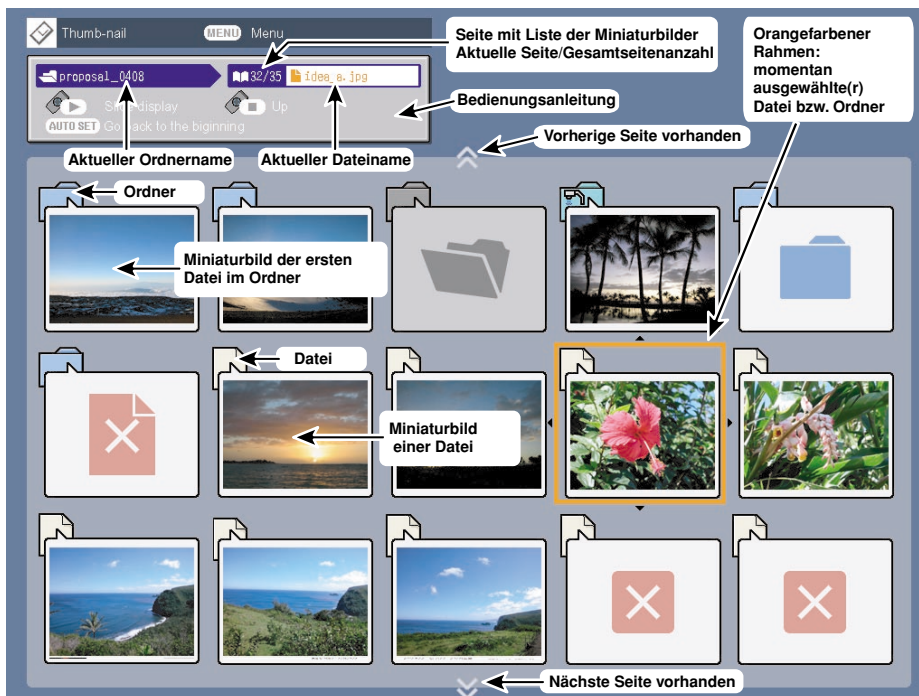 Thumb-nail
MENU Menu
Seite mit Liste der Miniaturbilder
Aktuelle Seite/Gesamtseitenanzahl
Orangefarbener
Rahmen:
momentan
ausgewählte(r)
Datei bzw. Ordner
proposal_0408
32/35
idea_a.jpg
display
Up
AUTO SET Go back to the biginning
Bedienungsanleitung
Vorherige Seite vorhanden
Aktueller Ordnername
Aktueller Dateiname
Ordner
Miniaturbild der ersten
Datei im Ordner
Datei
Miniaturbild
einer Datei
Nächste Seite vorhanden